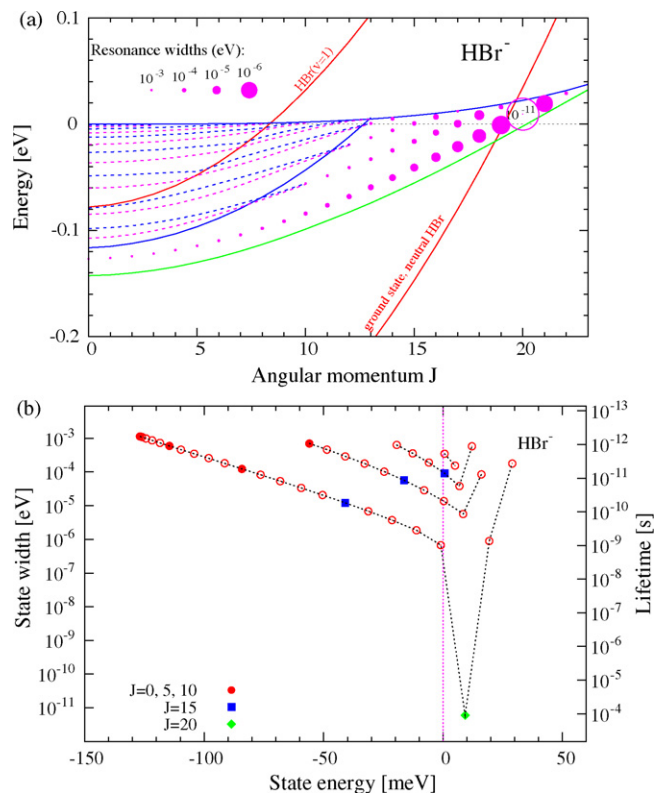 (a)
HBr⁻
Resonance widths (eV):
10⁻³ 10⁻⁴ 10⁻⁵ 10⁻⁶
HBr(v=1)
10⁻¹¹
ground state, neutral HBr
Energy [eV]
0.1
0
-0.1
-0.2
0 5 10 15 20
Angular momentum J
(b)
HBr⁻
State width [eV]
10⁻³
10⁻⁴
10⁻⁵
10⁻⁶
10⁻⁷
10⁻⁸
10⁻⁹
10⁻¹⁰
10⁻¹¹
Lifetime [s]
10⁻¹³
10⁻¹²
10⁻¹¹
10⁻¹⁰
10⁻⁹
10⁻⁸
10⁻⁷
10⁻⁶
10⁻⁵
10⁻⁴
J=0, 5, 10
J=15
J=20
-150 -100 -50 0 50
State energy [meV]